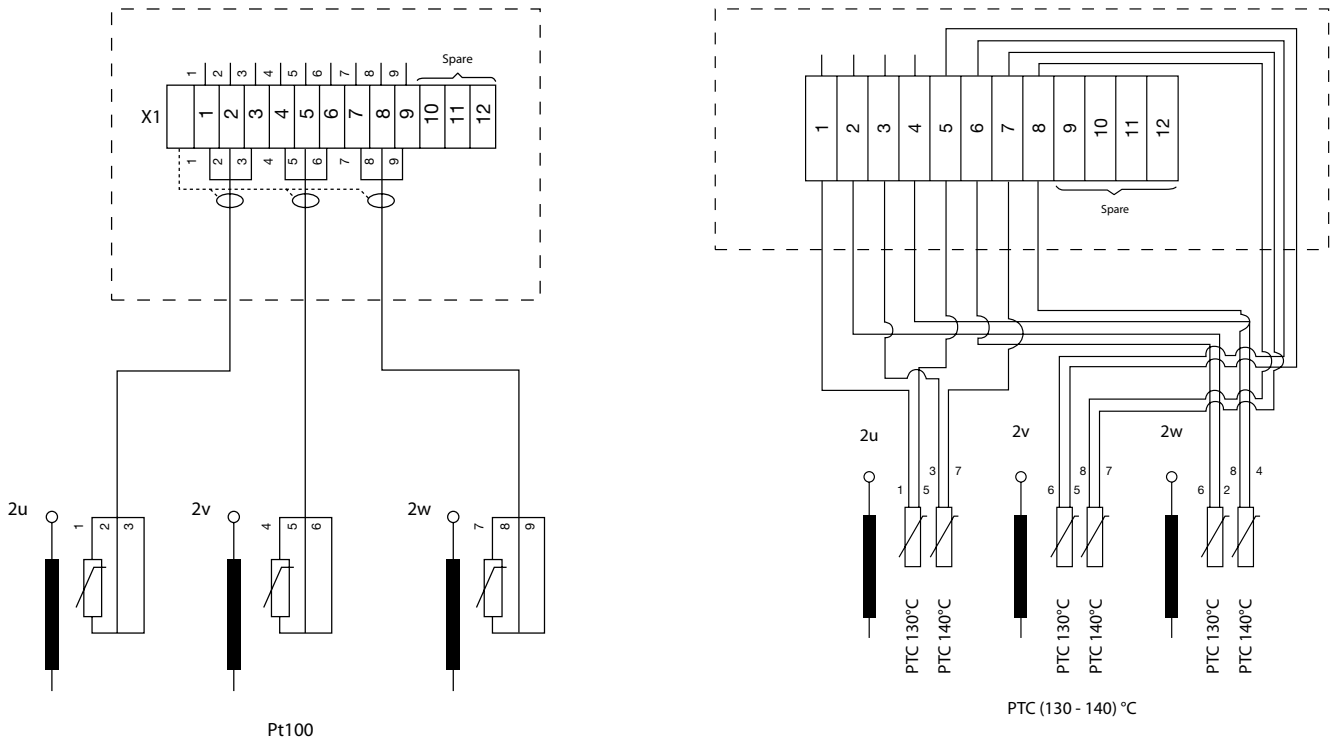 Spare
1 2 3 4 5 6 7 8 9
X1 1 2 3 4 5 6 7 8 9 10 11 12
1 2 3 4 5 6 7 8 9
2u 1 2 3
2v 4 5 6
2w 7 8 9
Pt100
1 2 3 4 5 6 7 8 9 10 11 12
Spare
2u 2v 2w
3 7 8 7 8 4
1 5 6 5 6 2
PTC 130°C
PTC 140°C
PTC 130°C
PTC 140°C
PTC 130°C
PTC 140°C
PTC (130 - 140) °C